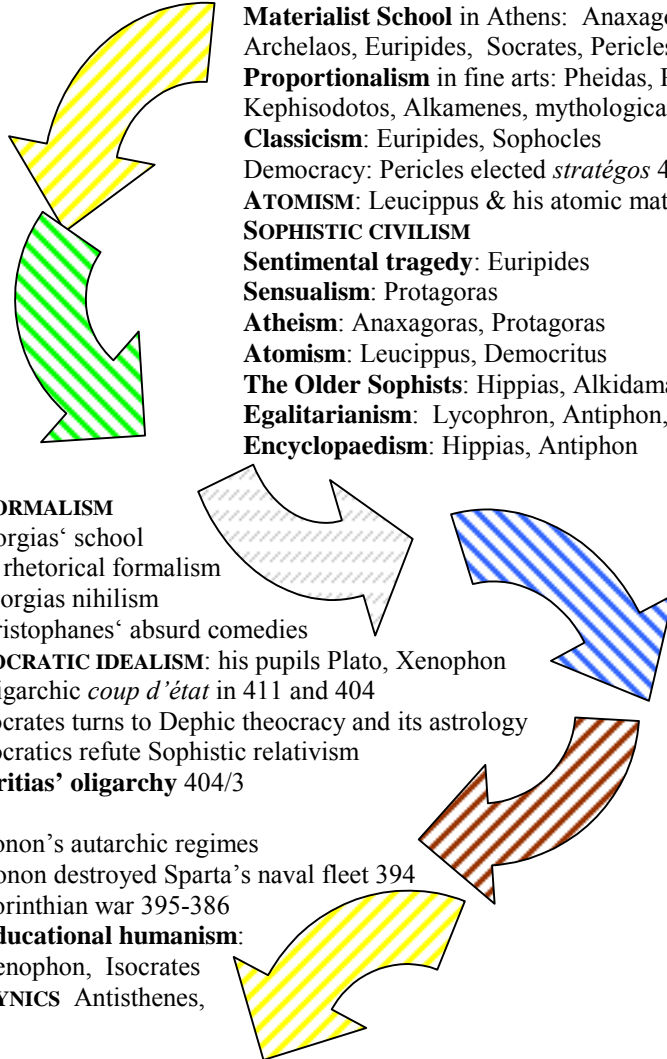 Materialist School in Athens: Anaxago
Archelaos, Euripides, Socrates, Pericles
Proportionalism in fine arts: Pheidas, P
Kephisodotos, Alkamenes, mythologica
Classicism: Euripides, Sophocles
Democracy: Pericles elected stratégos 4
ATOMISM: Leucippus & his atomic mat
SOPHISTIC CIVILISM
Sentimental tragedy: Euripides
Sensualism: Protagoras
Atheism: Anaxagoras, Protagoras
Atomism: Leucippus, Democritus
The Older Sophists: Hippias, Alkidama
Egalitarianism: Lycophron, Antiphon,
Encyclopaedism: Hippias, Antiphon
ORMALISM
orgias‘ school
rhetorical formalism
orgias nihilism
ristophanes‘ absurd comedies
OCRATIC IDEALISM: his pupils Plato, Xenophon
igarchic coup d’état in 411 and 404
ocrates turns to Dephic theocracy and its astrology
ocratics refute Sophistic relativism
ritias’ oligarchy 404/3
onon’s autarchic regimes
onon destroyed Sparta’s naval fleet 394
orinthian war 395-386
ducational humanism:
enophon, Isocrates
YNICS Antisthenes,